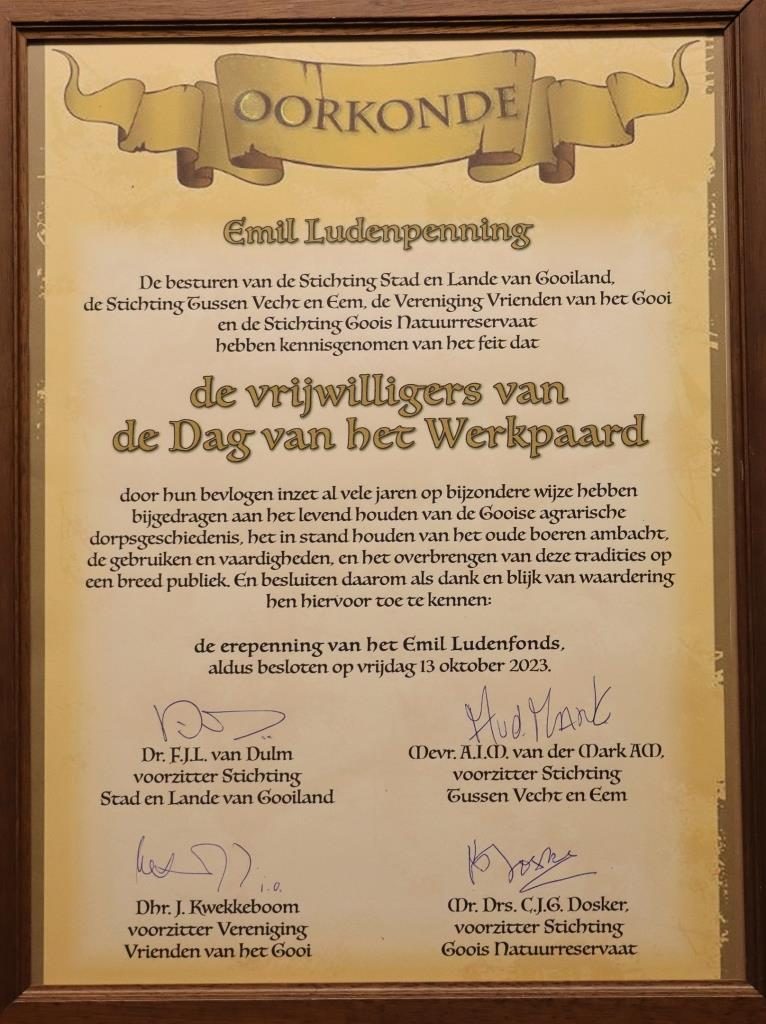 OORKONDE
Emil Ludenpenning
De besturen van de Stichting Stad en Lande van Gooiland,
de Stichting Tussen Vecht en Eem, de Vereniging Vrienden van het Gooi
en de Stichting Goois Natuurreservaat
hebben kennisgenomen van het feit dat
de vrijwilligers van
de Dag van het Werkpaard
door hun bevlogen inzet al vele jaren op bijzondere wijze hebben
bijgedragen aan het levend houden van de Gooise agrarische
dorpsgeschiedenis, het in stand houden van het oude boeren ambacht,
de gebruiken en vaardigheden, en het overbrengen van deze tradities op
een breed publiek. En besluiten daarom als dank en blijk van waardering
hen hiervoor toe te kennen:
de erepenning van het Emil Ludenfonds,
aldus besloten op vrijdag 13 oktober 2023.
Dr. F.J.L. van Dulm
voorzitter Stichting
Stad en Lande van Gooiland
Mevr. A.I.M. van der Mark AM,
voorzitter Stichting
Tussen Vecht en Eem
i.o.
Dhr. J. Kwekkeboom
voorzitter Vereniging
Vrienden van het Gooi
Mr. Drs. C.J.G. Dosker,
voorzitter Stichting
Goois Natuurreservaat